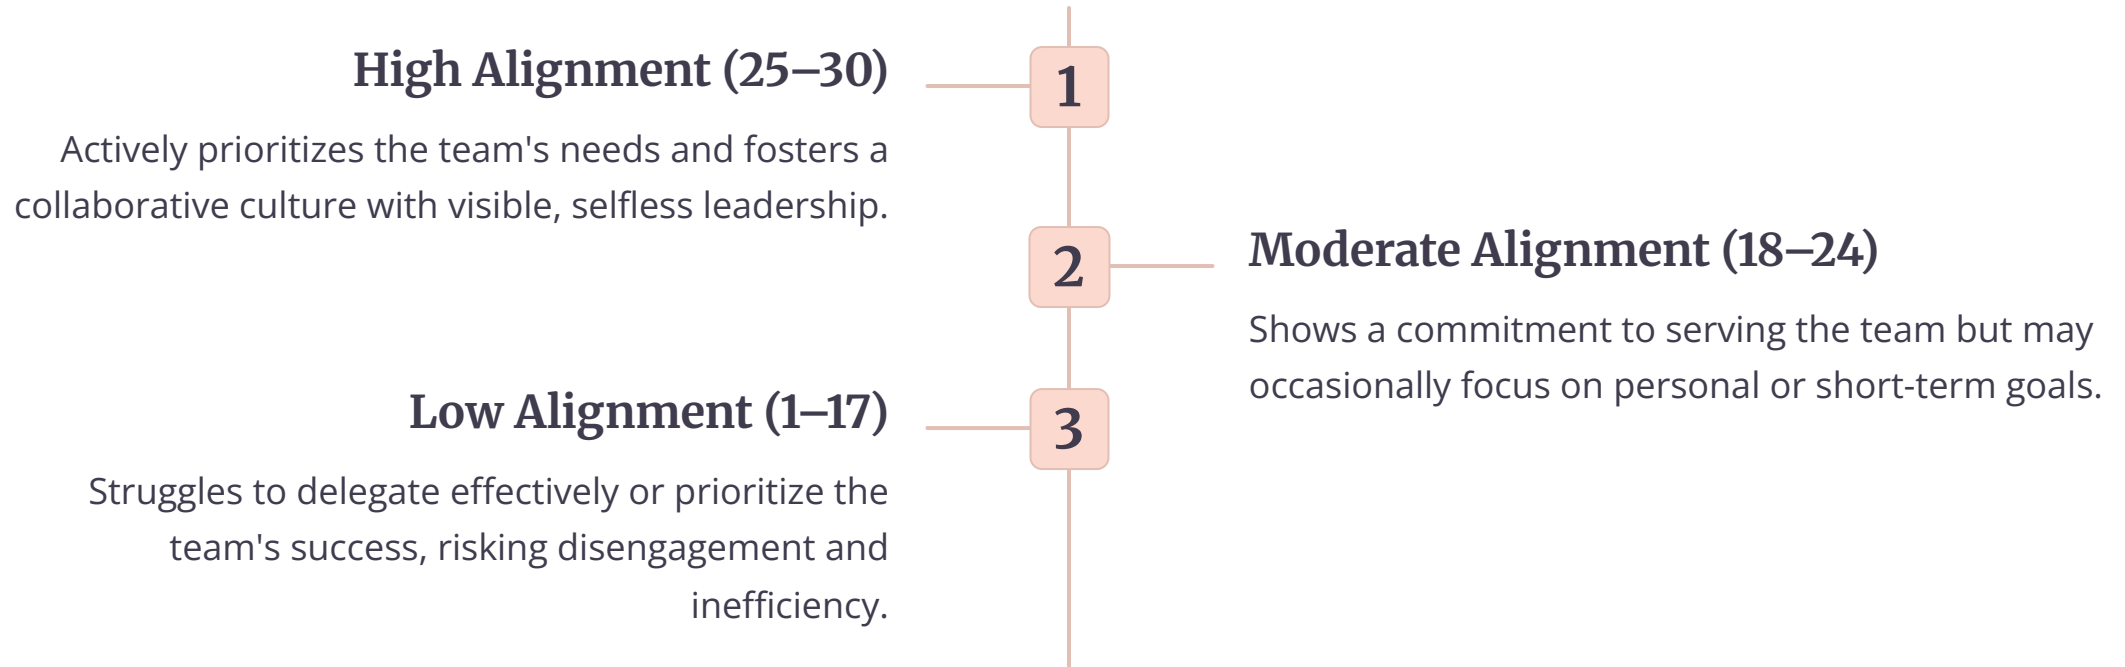 High Alignment (25–30)
Actively prioritizes the team's needs and fosters a
collaborative culture with visible, selfless leadership.
1
2
Moderate Alignment (18–24)
Shows a commitment to serving the team but may
occasionally focus on personal or short-term goals.
Low Alignment (1–17)
Struggles to delegate effectively or prioritize the
team's success, risking disengagement and
inefficiency.
3